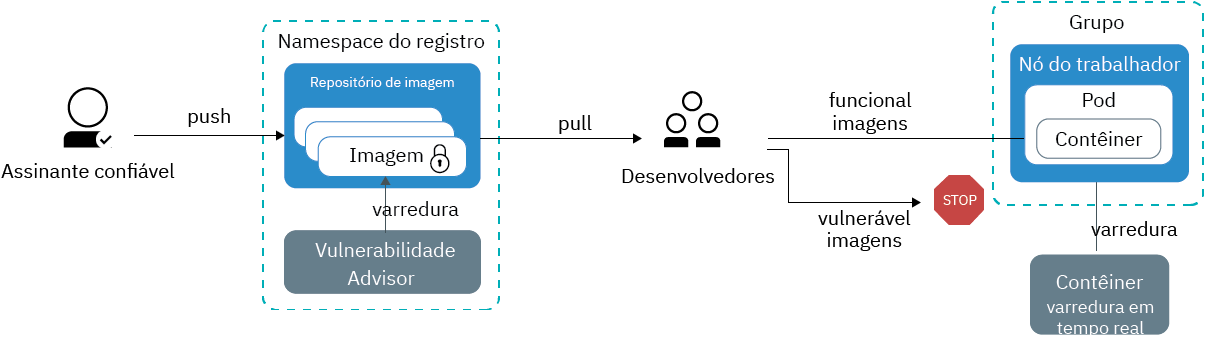 Assinante confiável
push
Namespace do registro
Repositório de imagem
Imagem
varredura
Vulnerabilidade
Advisor
pull
Desenvolvedores
funcional
imagens
vulnerável
imagens
STOP
Grupo
Nó do trabalhador
Pod
Contêiner
varredura
Contêiner
varredura em
tempo real